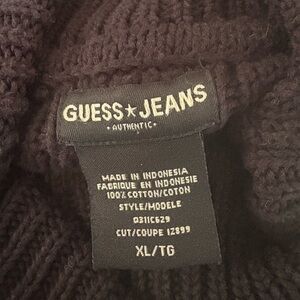 GUESS★JEANS
• AUTHENTIC •
MADE IN INDONESIA
FABRIQUE EN INDONESIE
100% COTTON/COTON
STYLE/MODELE
Q311C629
CUT/COUPE 12899
XL/TG